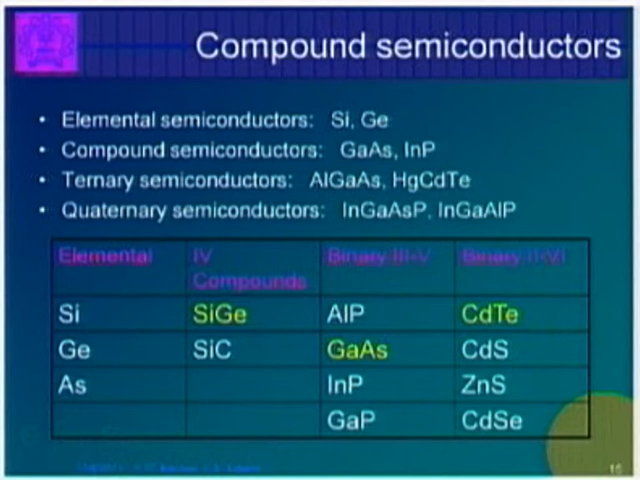 Compound semiconductors
• Elemental semiconductors: Si, Ge
• Compound semiconductors: GaAs, InP
• Ternary semiconductors: AlGaAs, HgCdTe
• Quaternary semiconductors: InGaAsP, InGaAlP
Elemental IV Compounds Binary III-V Binary II-VI
Si SiGe AlP CdTe
Ge SiC GaAs CdS
As InP ZnS
GaP CdSe